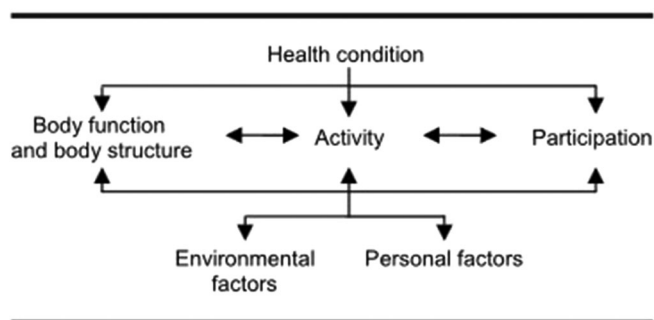 Health condition
Body function
and body structure
Activity
Participation
Environmental
factors
Personal factors